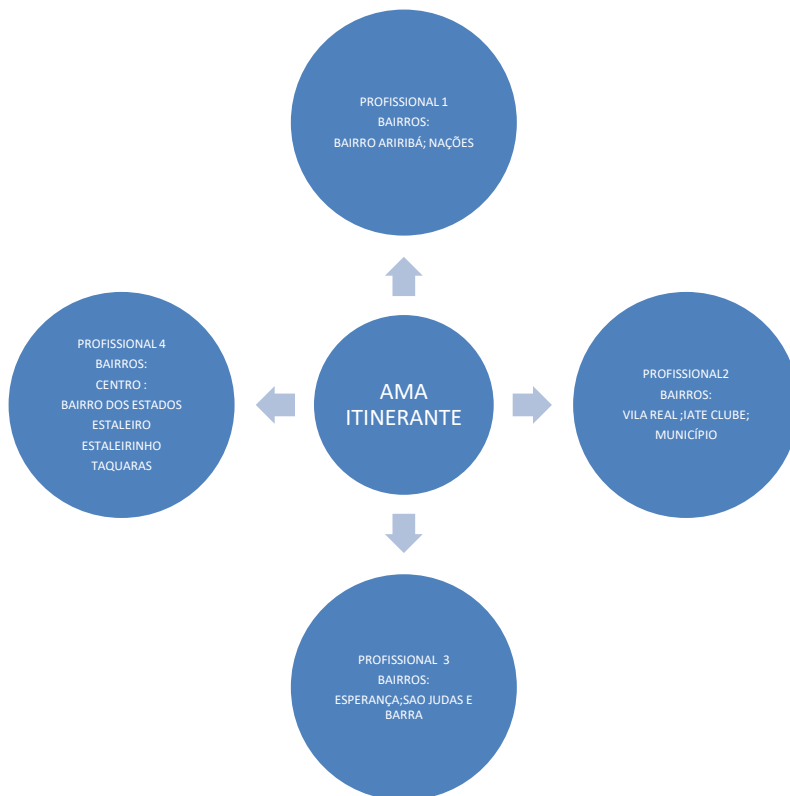 PROFISSIONAL 1
BAIRROS:
BAIRRO ARIRIBÁ; NAÇÕES
PROFISSIONAL 4
BAIRROS:
CENTRO :
BAIRRO DOS ESTADOS
ESTALEIRO
ESTALEIRINHO
TAQUARAS
AMA
ITINERANTE
PROFISSIONAL2
BAIRROS:
VILA REAL ;IATE CLUBE;
MUNICÍPIO
PROFISSIONAL 3
BAIRROS:
ESPERANÇA;SAO JUDAS E
BARRA